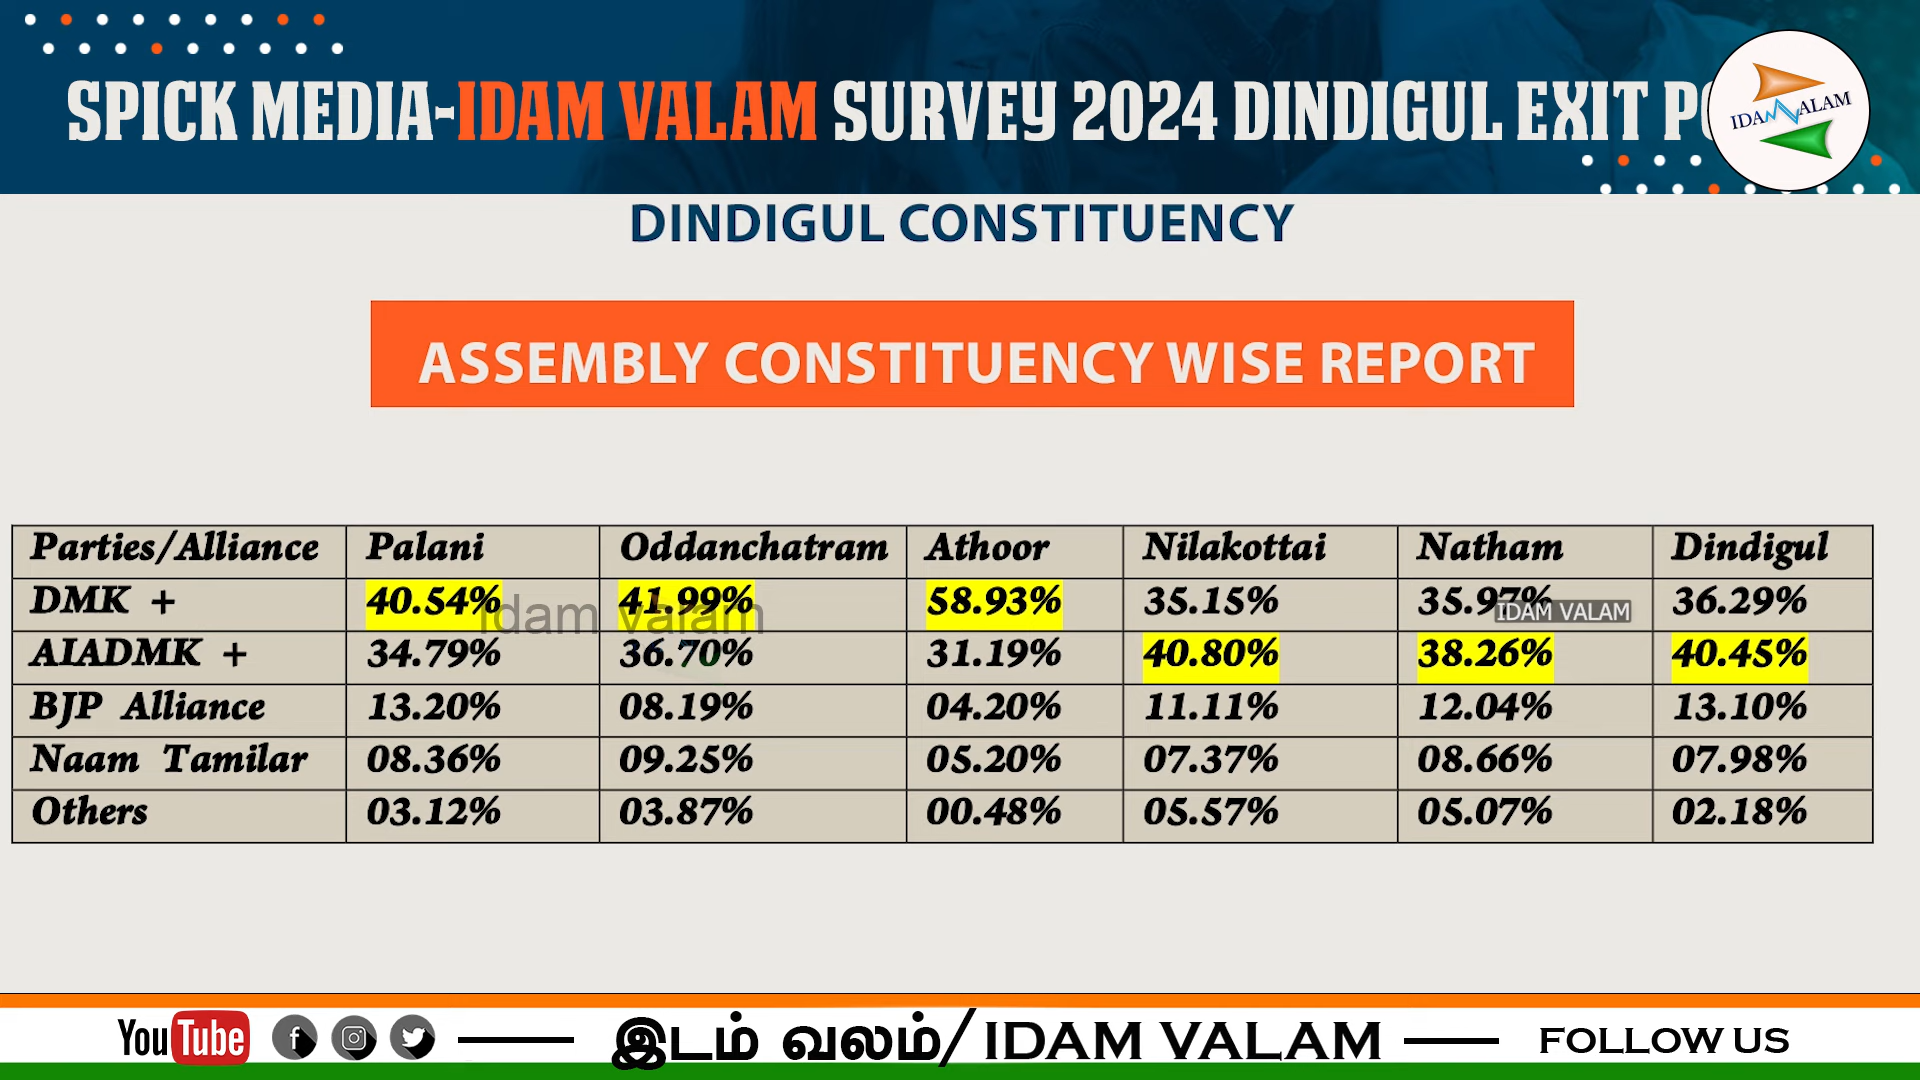 SPICK MEDIA-IDAM VALAM SURVEY 2024 DINDIGUL EXIT
IDAM VALAM
DINDIGUL CONSTITUENCY
ASSEMBLY CONSTITUENCY WISE REPORT
Parties/Alliance Palani Oddanchatram Athoor Nilakottai Natham Dindigul
DMK + 40.54% 41.99% 58.93% 35.15% 35.97% 36.29%
idam valam
IDAM VALAM
AIADMK + 34.79% 36.70% 31.19% 40.80% 38.26% 40.45%
BJP Alliance 13.20% 08.19% 04.20% 11.11% 12.04% 13.10%
Naam Tamilar 08.36% 09.25% 05.20% 07.37% 08.66% 07.98%
Others 03.12% 03.87% 00.48% 05.57% 05.07% 02.18%
YouTube இடம் வலம்/IDAM VALAM FOLLOW US